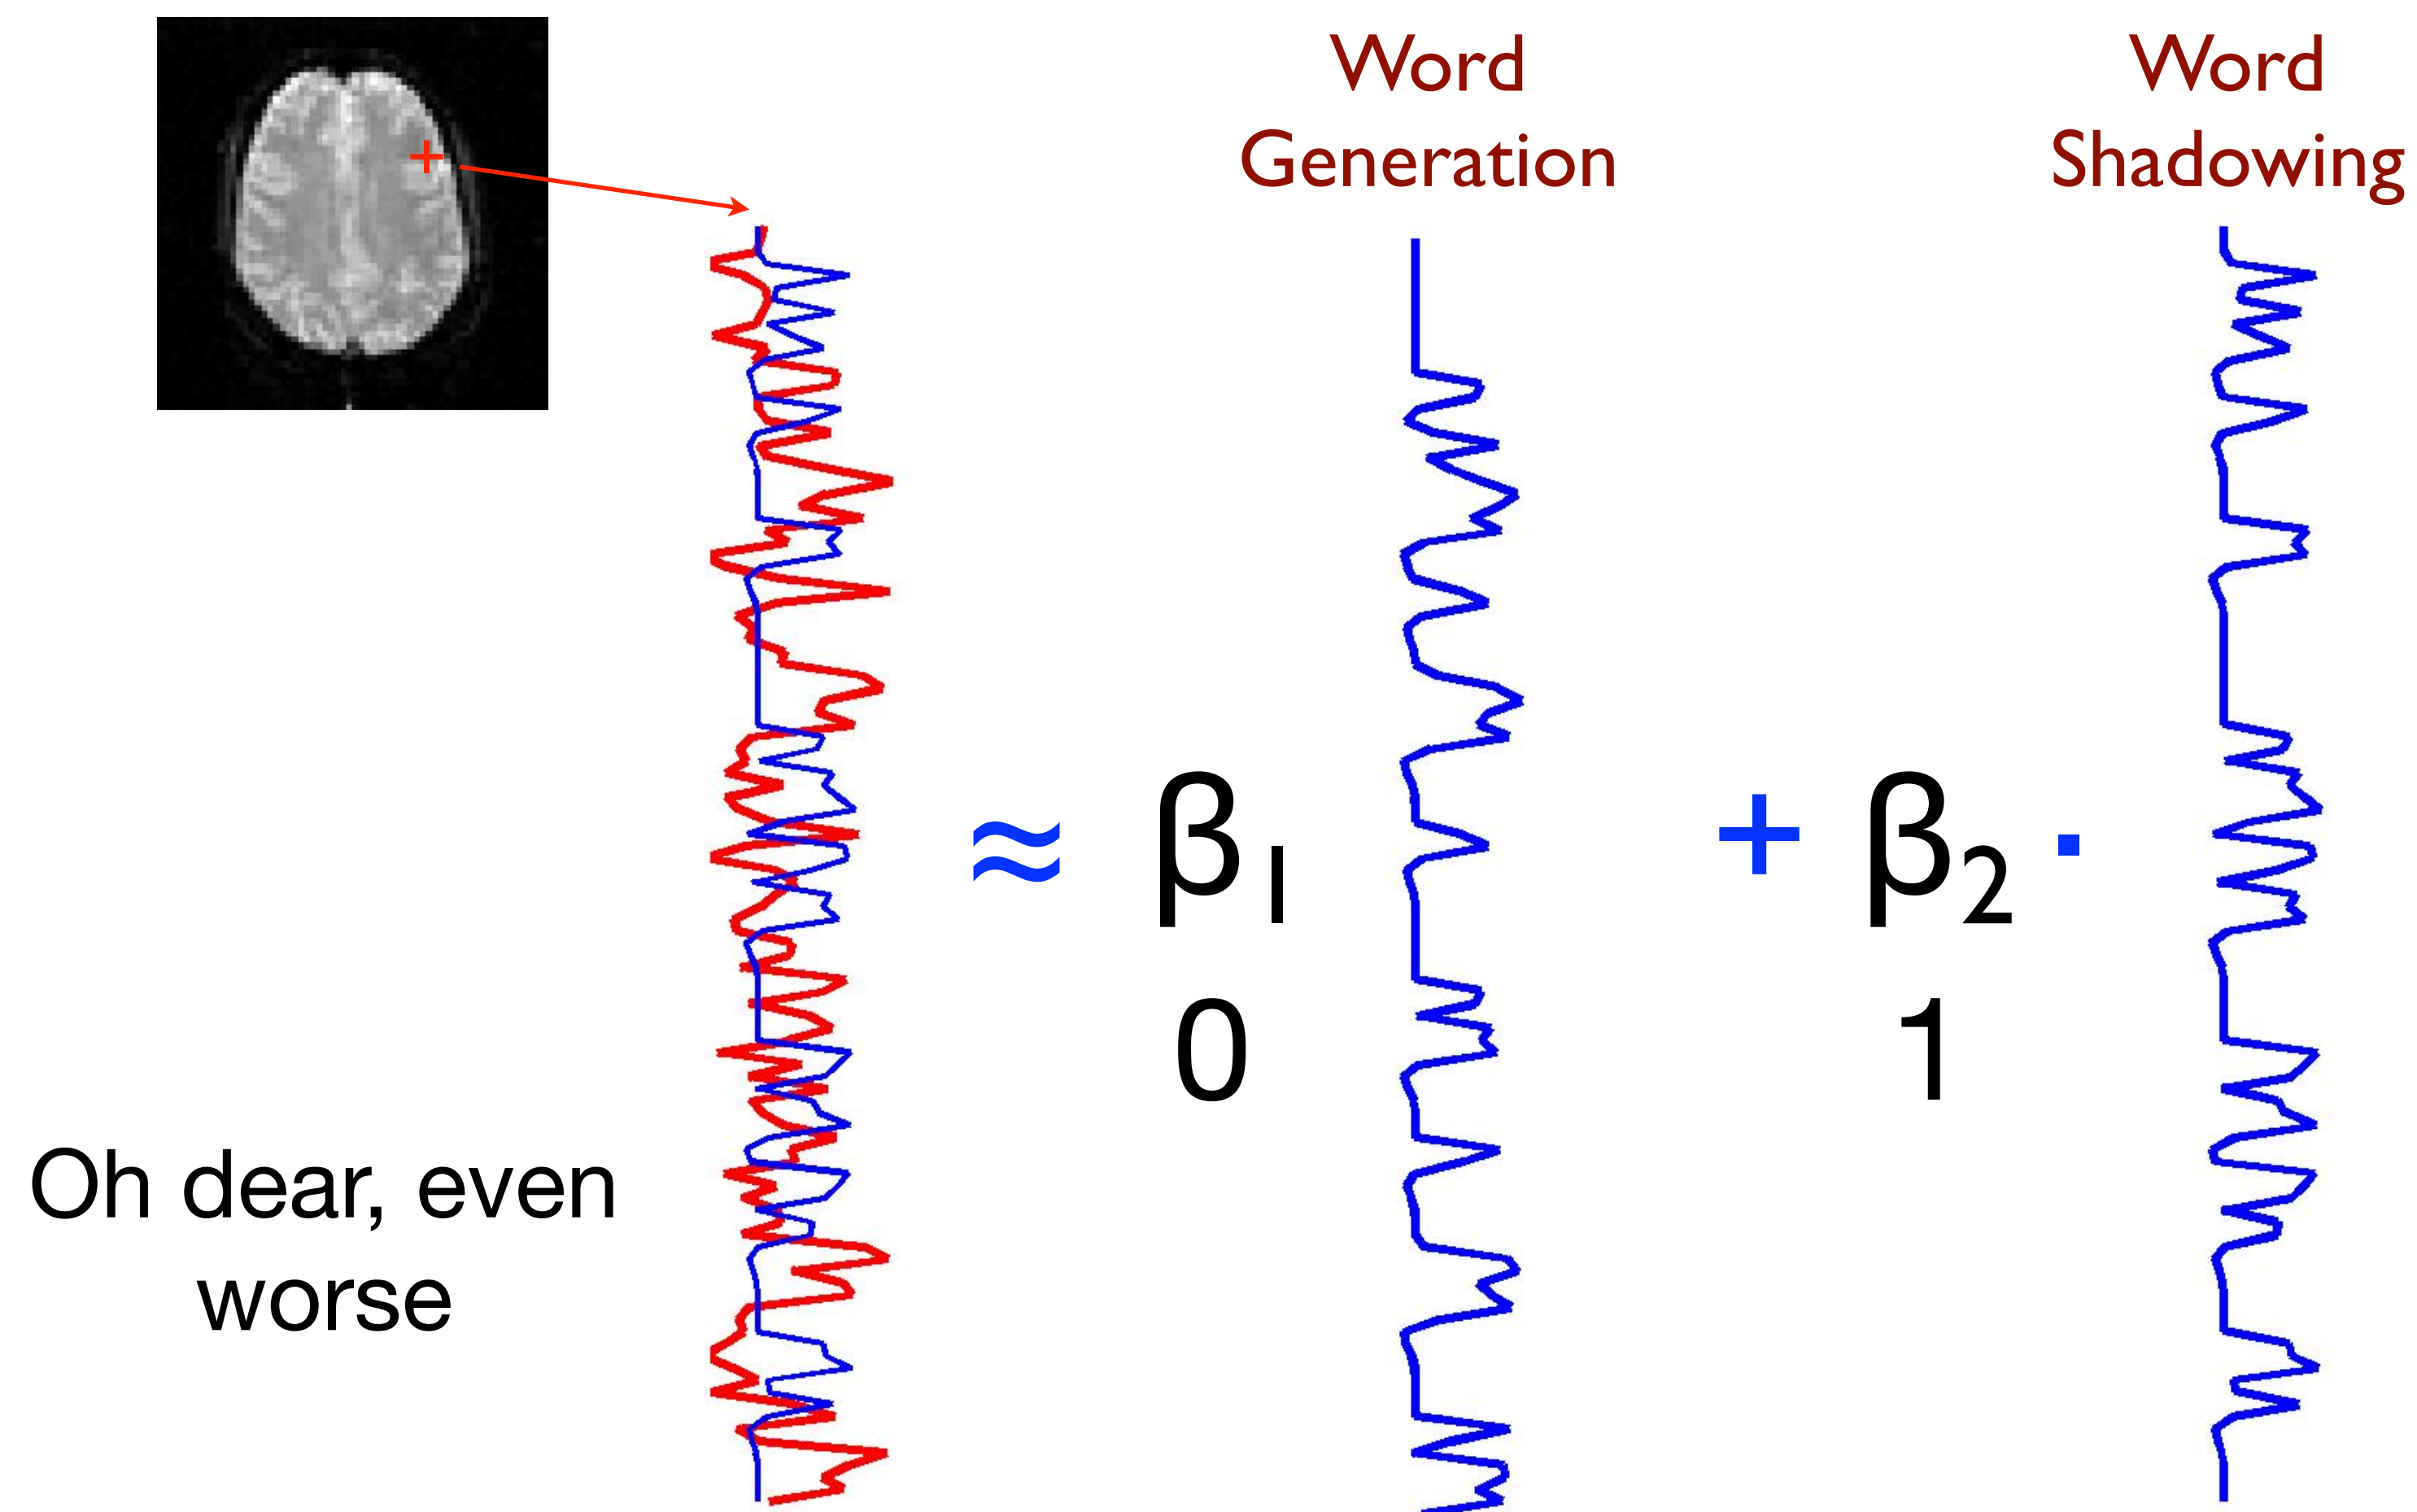 Word
Generation
Word
Shadowing
≈ β1 + β2 ·
0 1
Oh dear, even
worse